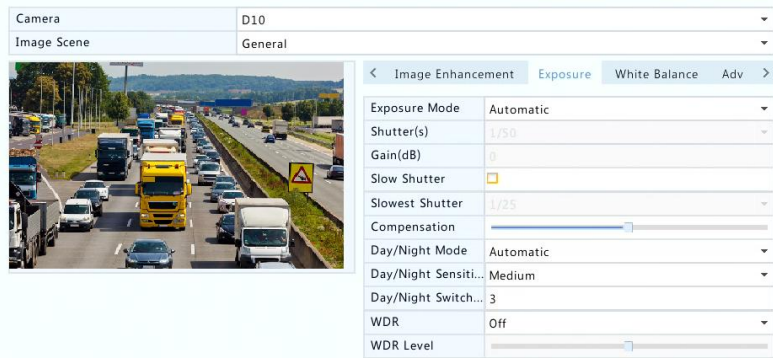 Camera D10
Image Scene General
< Image Enhancement Exposure White Balance Adv >
Exposure Mode Automatic
Shutter(s) 1/50
Gain(dB) 0
Slow Shutter
Slowest Shutter 1/25
Compensation
Day/Night Mode Automatic
Day/Night Sensiti... Medium
Day/Night Switch... 3
WDR Off
WDR Level